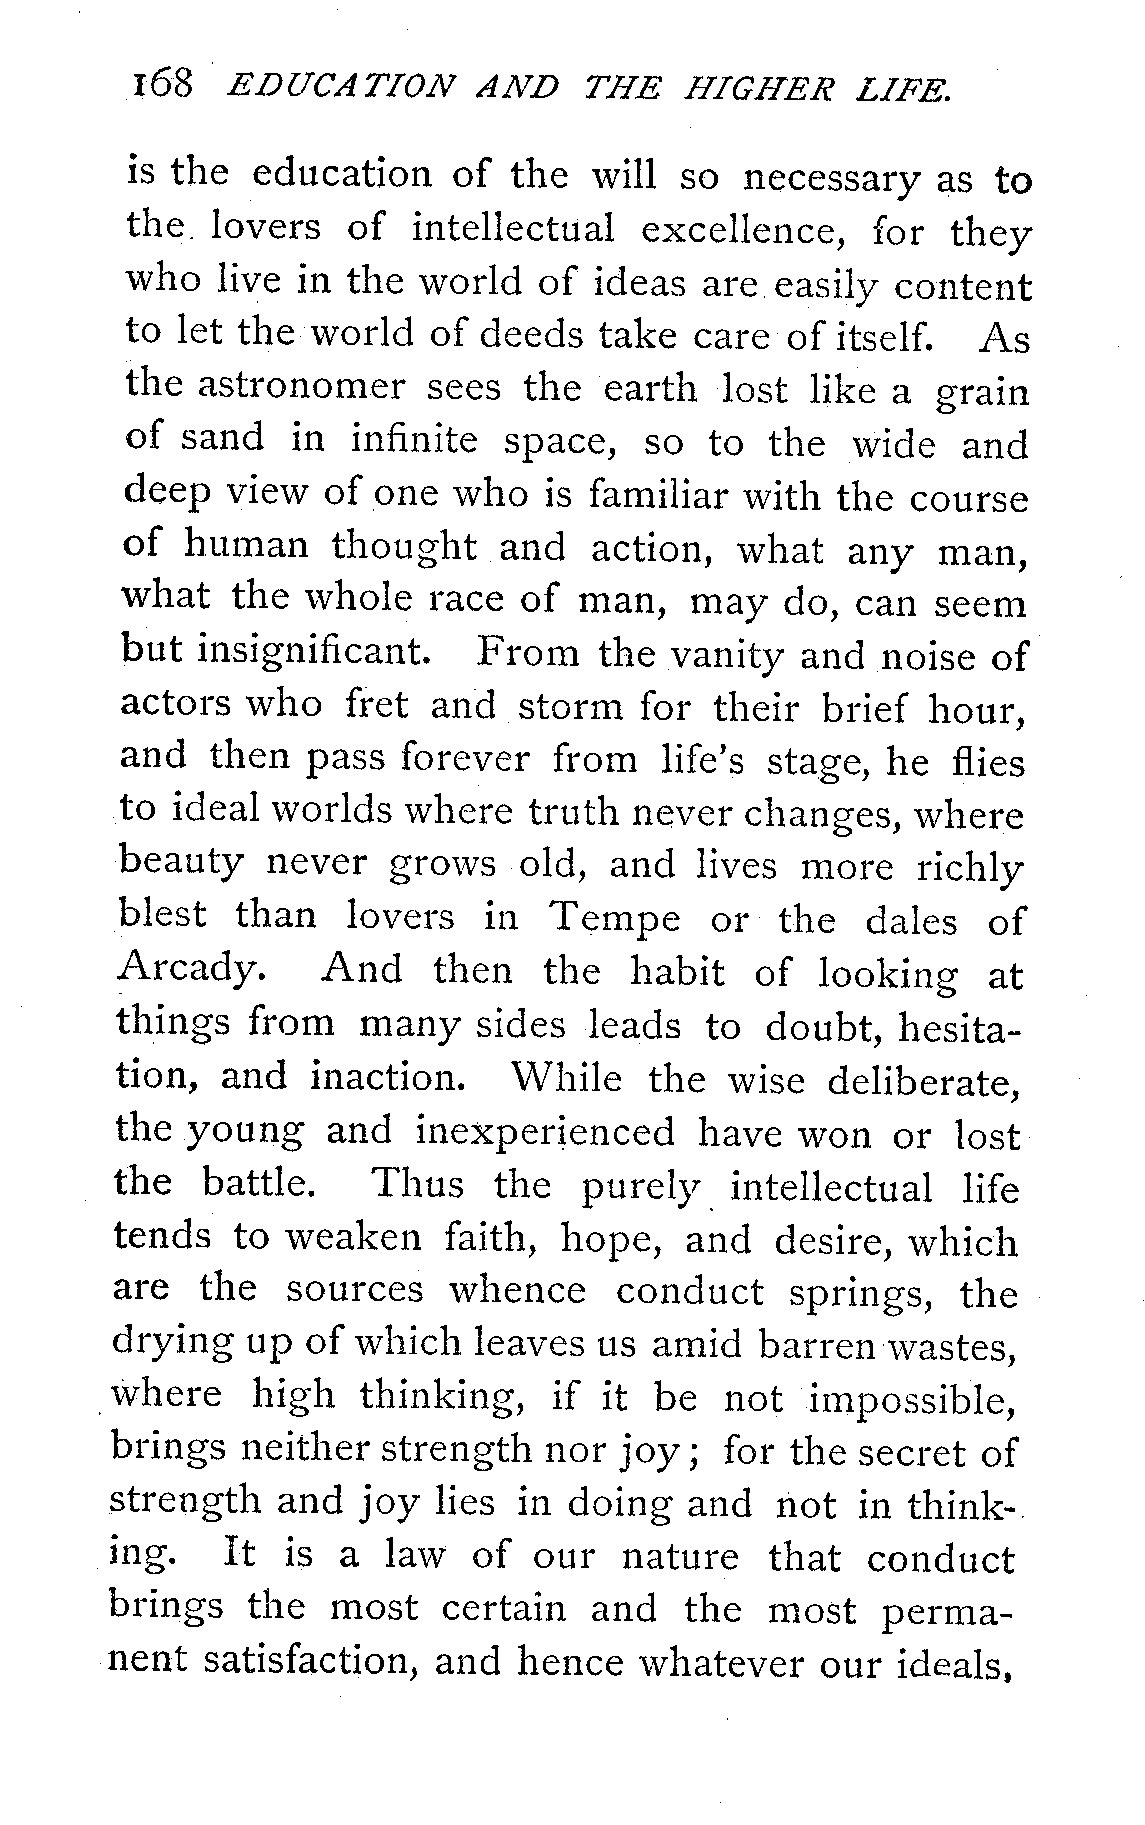 168 EDUCATION AND THE HIGHER LIFE.
is the education of the will so necessary as to
the lovers of intellectual excellence, for they
who live in the world of ideas are easily content
to let the world of deeds take care of itself. As
the astronomer sees the earth lost like a grain
of sand in infinite space, so to the wide and
deep view of one who is familiar with the course
of human thought and action, what any man,
what the whole race of man, may do, can seem
but insignificant. From the vanity and noise of
actors who fret and storm for their brief hour,
and then pass forever from life's stage, he flies
to ideal worlds where truth never changes, where
beauty never grows old, and lives more richly
blest than lovers in Tempe or the dales of
Arcady. And then the habit of looking at
things from many sides leads to doubt, hesita-
tion, and inaction. While the wise deliberate,
the young and inexperienced have won or lost
the battle. Thus the purely intellectual life
tends to weaken faith, hope, and desire, which
are the sources whence conduct springs, the
drying up of which leaves us amid barren wastes,
where high thinking, if it be not impossible,
brings neither strength nor joy; for the secret of
strength and joy lies in doing and not in think-
ing. It is a law of our nature that conduct
brings the most certain and the most perma-
nent satisfaction, and hence whatever our ideals,